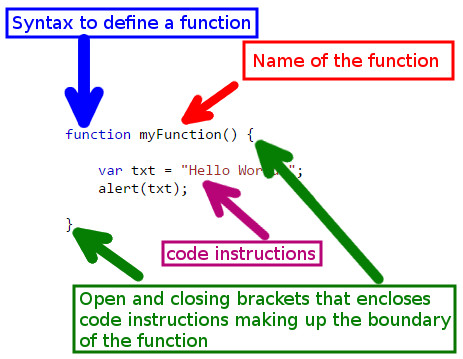 Syntax to define a function
Name of the function
function myFunction() {
var txt = "Hello ";
alert(txt);
}
code instructions
Open and closing brackets that encloses
code instructions making up the boundary
of the function